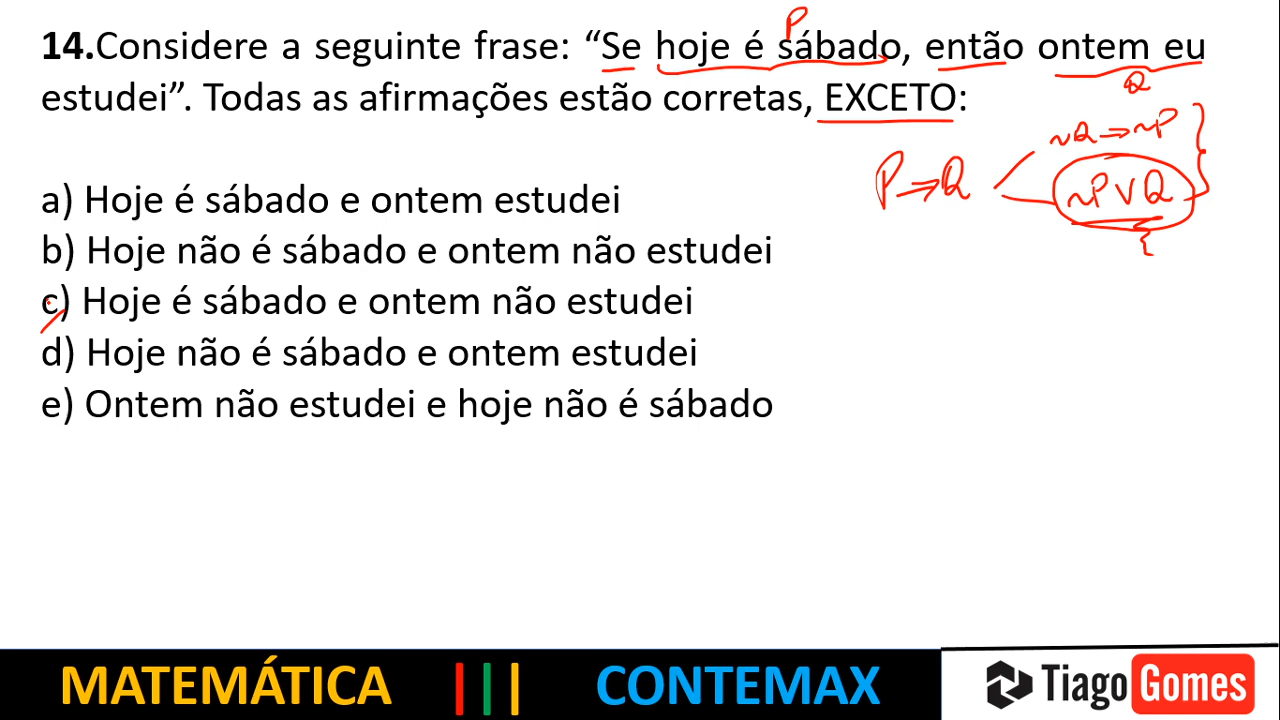 P
14.Considere a seguinte frase: “Se hoje é sábado, então ontem eu
Q
estudei”. Todas as afirmações estão corretas, EXCETO:
~Q ⇒ ~P
P ⇒ Q
~P V Q
a) Hoje é sábado e ontem estudei
b) Hoje não é sábado e ontem não estudei
c) Hoje é sábado e ontem não estudei
d) Hoje não é sábado e ontem estudei
e) Ontem não estudei e hoje não é sábado
MATEMÁTICA ||| CONTEMAX
Tiago Gomes